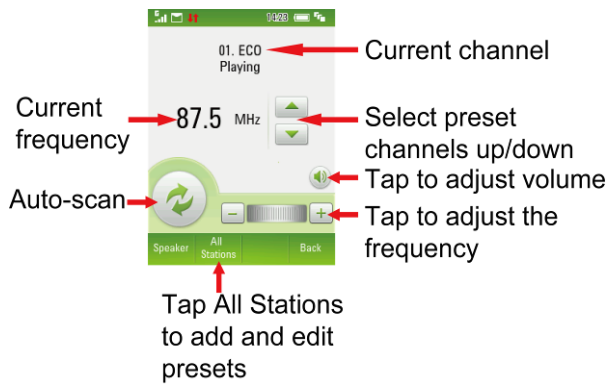 14:23
01. ECO
Playing
Current channel
Current
frequency
87.5 MHz
Select preset
channels up/down
Tap to adjust volume
Auto-scan
Tap to adjust the
frequency
Speaker
All
Stations
Back
Tap All Stations
to add and edit
presets